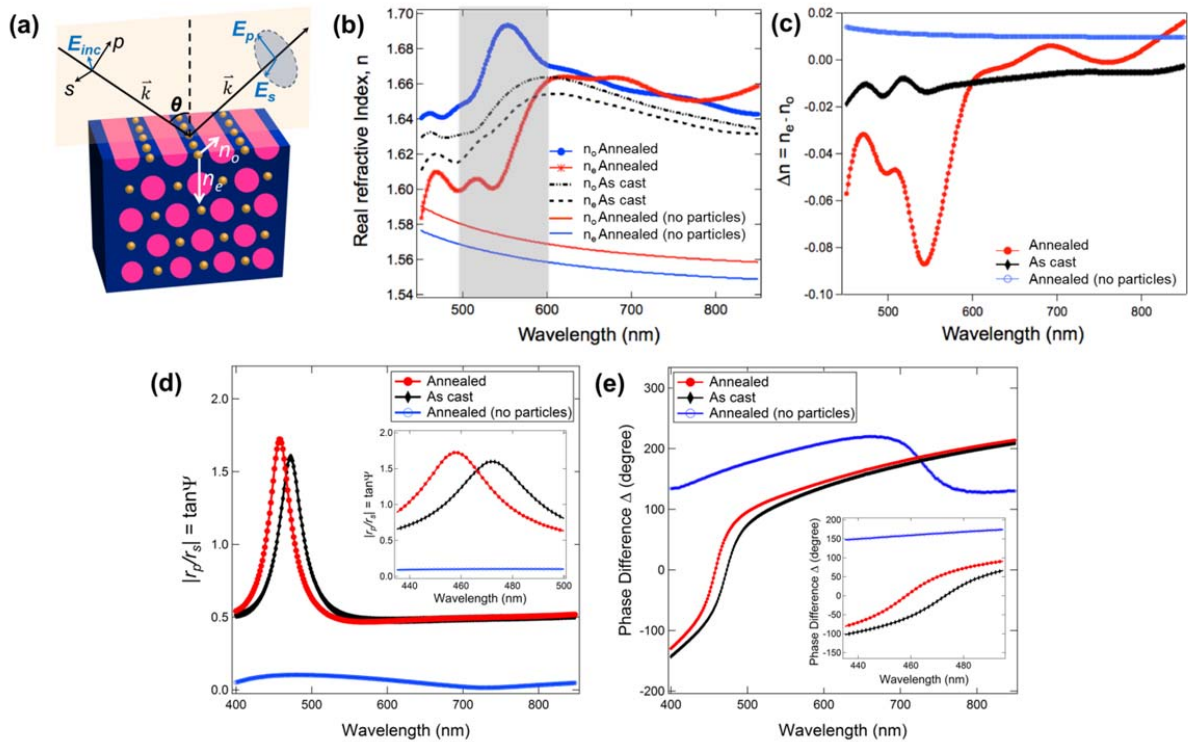 (a)
E_inc
p
s
k
θ
k
E_p
E_s
n_o
n_e
(b)
Real refractive Index, n
1.70
1.68
1.66
1.64
1.62
1.60
1.58
1.56
1.54
n_o Annealed
n_e Annealed
n_o As cast
n_e As cast
n_o Annealed (no particles)
n_e Annealed (no particles)
500 600 700 800
Wavelength (nm)
(c)
Δn = n_e - n_o
0.02
0.00
-0.02
-0.04
-0.06
-0.08
-0.10
Annealed
As cast
Annealed (no particles)
500 600 700 800
Wavelength (nm)
(d)
|r_p/r_s| = tanΨ
2.0
1.5
1.0
0.5
0.0
Annealed
As cast
Annealed (no particles)
|r_p/r_s| = tanΨ
2.0
1.5
1.0
0.5
0.0
440 460 480 500
Wavelength (nm)
400 500 600 700 800
Wavelength (nm)
(e)
Phase Difference Δ (degree)
300
200
100
0
-100
-200
Annealed
As cast
Annealed (no particles)
Phase Difference Δ (degree)
200
150
100
50
0
-50
-100
-150
440 460 480
Wavelength (nm)
400 500 600 700 800
Wavelength (nm)